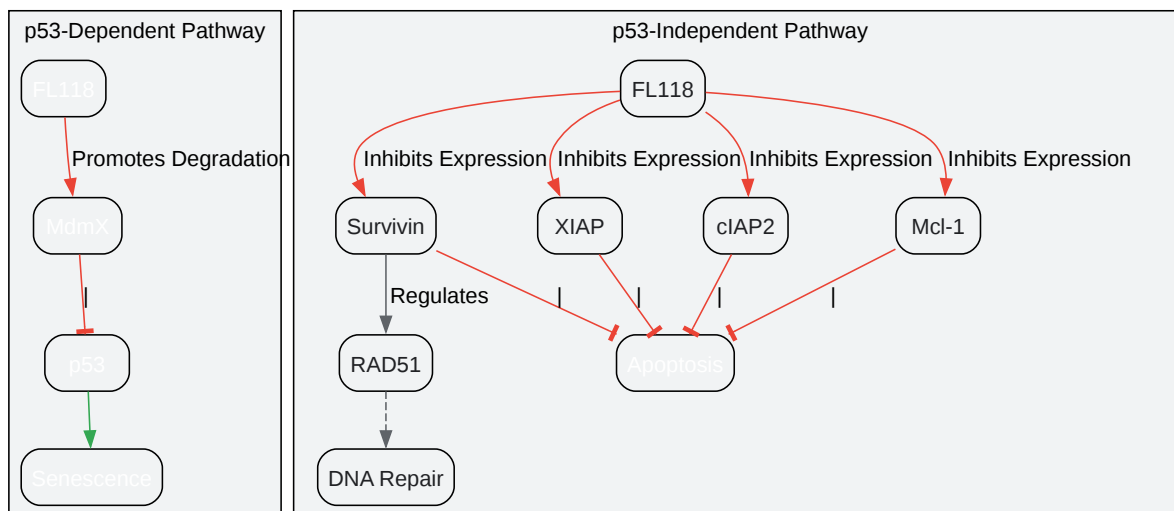 p53-Dependent Pathway
FL118
Promotes Degradation
MdmX
|
p53
Senescence
p53-Independent Pathway
FL118
Inhibits Expression
Inhibits Expression
Inhibits Expression
Inhibits Expression
Survivin
XIAP
cIAP2
Mcl-1
Regulates
|
|
|
|
RAD51
Apoptosis
DNA Repair